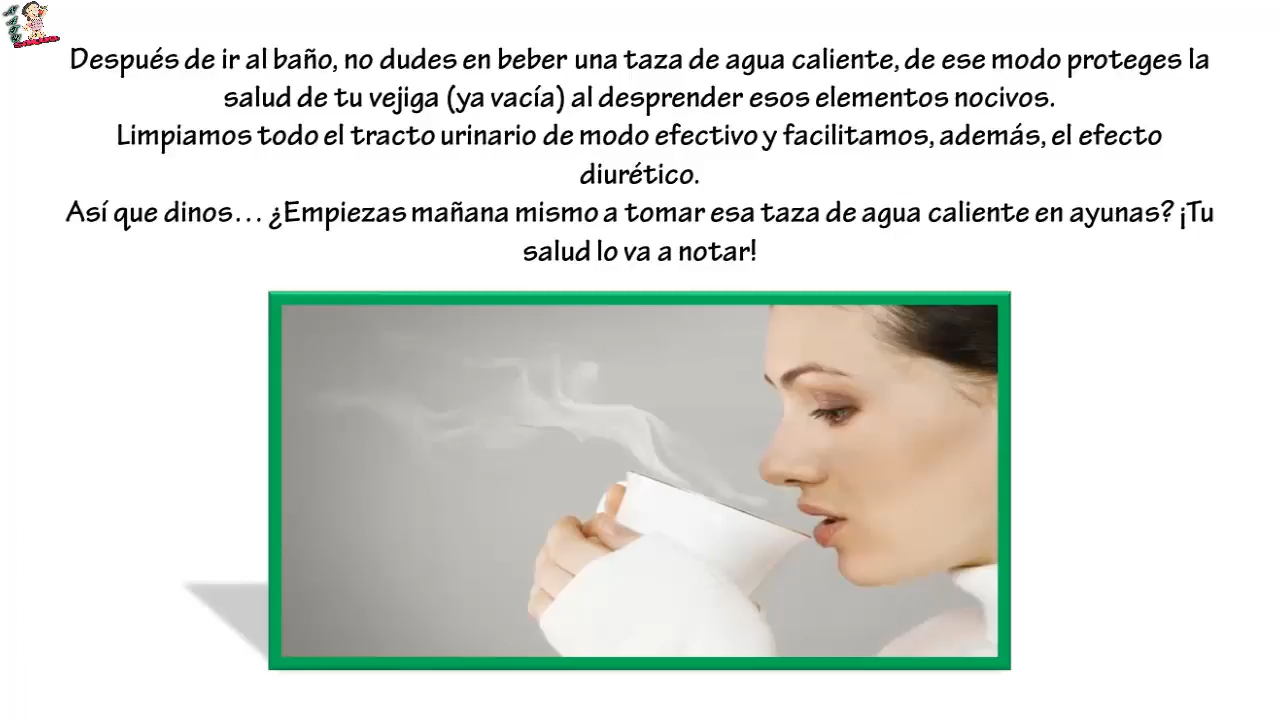 Después de ir al baño, no dudes en beber una taza de agua caliente, de ese modo proteges la
salud de tu vejiga (ya vacía) al desprender esos elementos nocivos.
Limpiamos todo el tracto urinario de modo efectivo y facilitamos, además, el efecto
diurético.
Así que dinos… ¿Empiezas mañana mismo a tomar esa taza de agua caliente en ayunas? ¡Tu
salud lo va a notar!